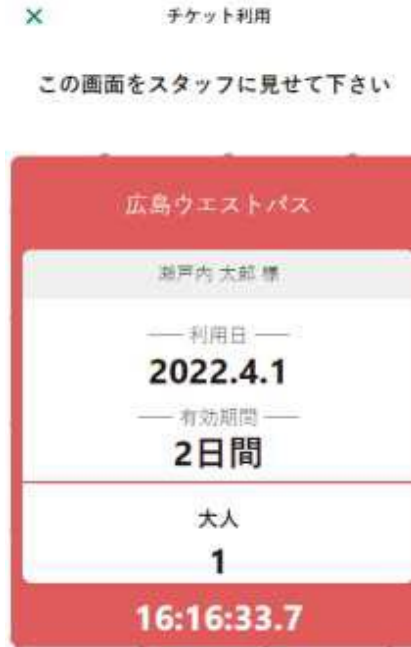 チケット利用
この画面をスタッフに見せて下さい
広島ウエストパス
瀬戸内 太郎 様
利用日
2022.4.1
有効期間
2日間
大人
1
16:16:33.7